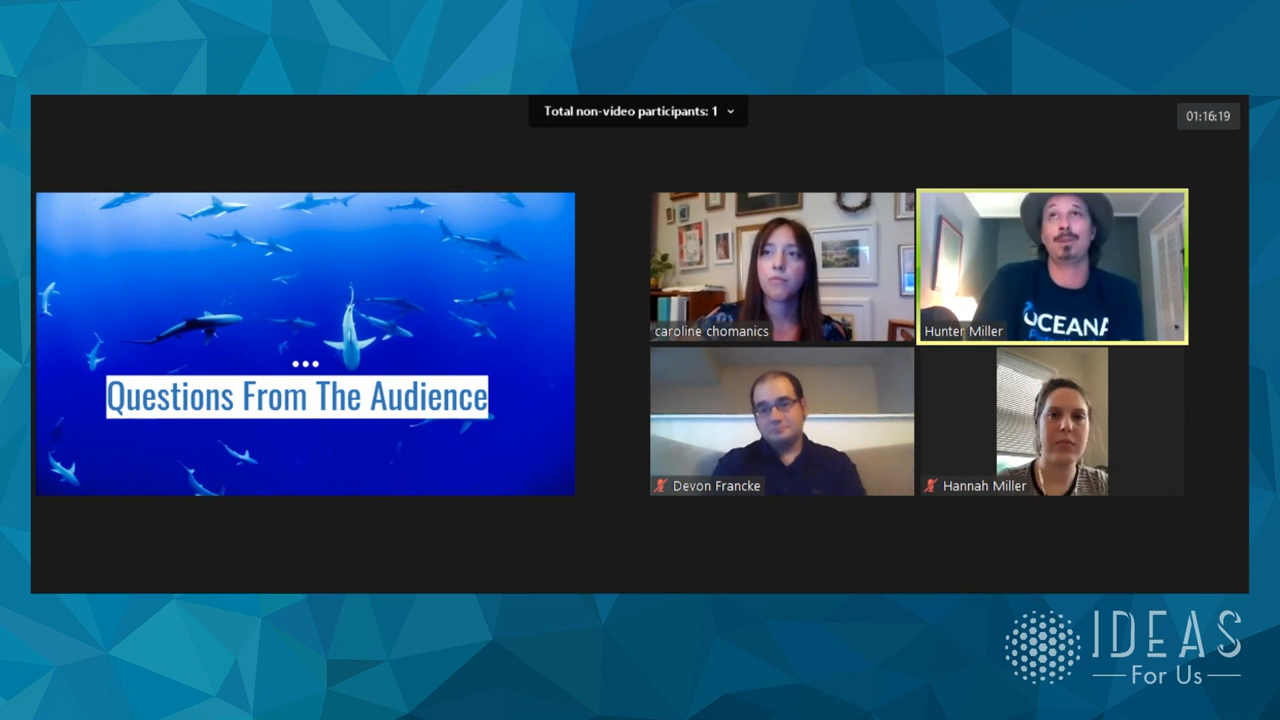 Total non-video participants: 1
01:16:19
Questions From The Audience
caroline chomanics
Hunter Miller
OCEANA
Devon Francke
Hannah Miller
IDEAS
For Us